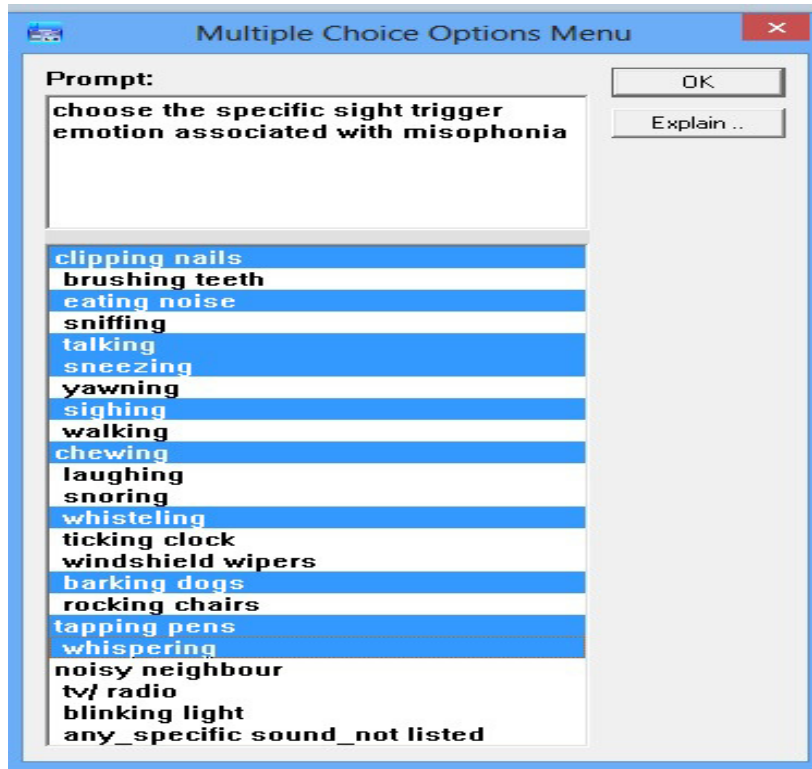 Multiple Choice Options Menu
Prompt:
OK
choose the specific sight trigger
emotion associated with misophonia
Explain ..
clipping nails
brushing teeth
eating noise
sniffing
talking
sneezing
yawning
sighing
walking
chewing
laughing
snoring
whisteling
ticking clock
windshield wipers
barking dogs
rocking chairs
tapping pens
whispering
noisy neighbour
tv/ radio
blinking light
any_specific sound_not listed